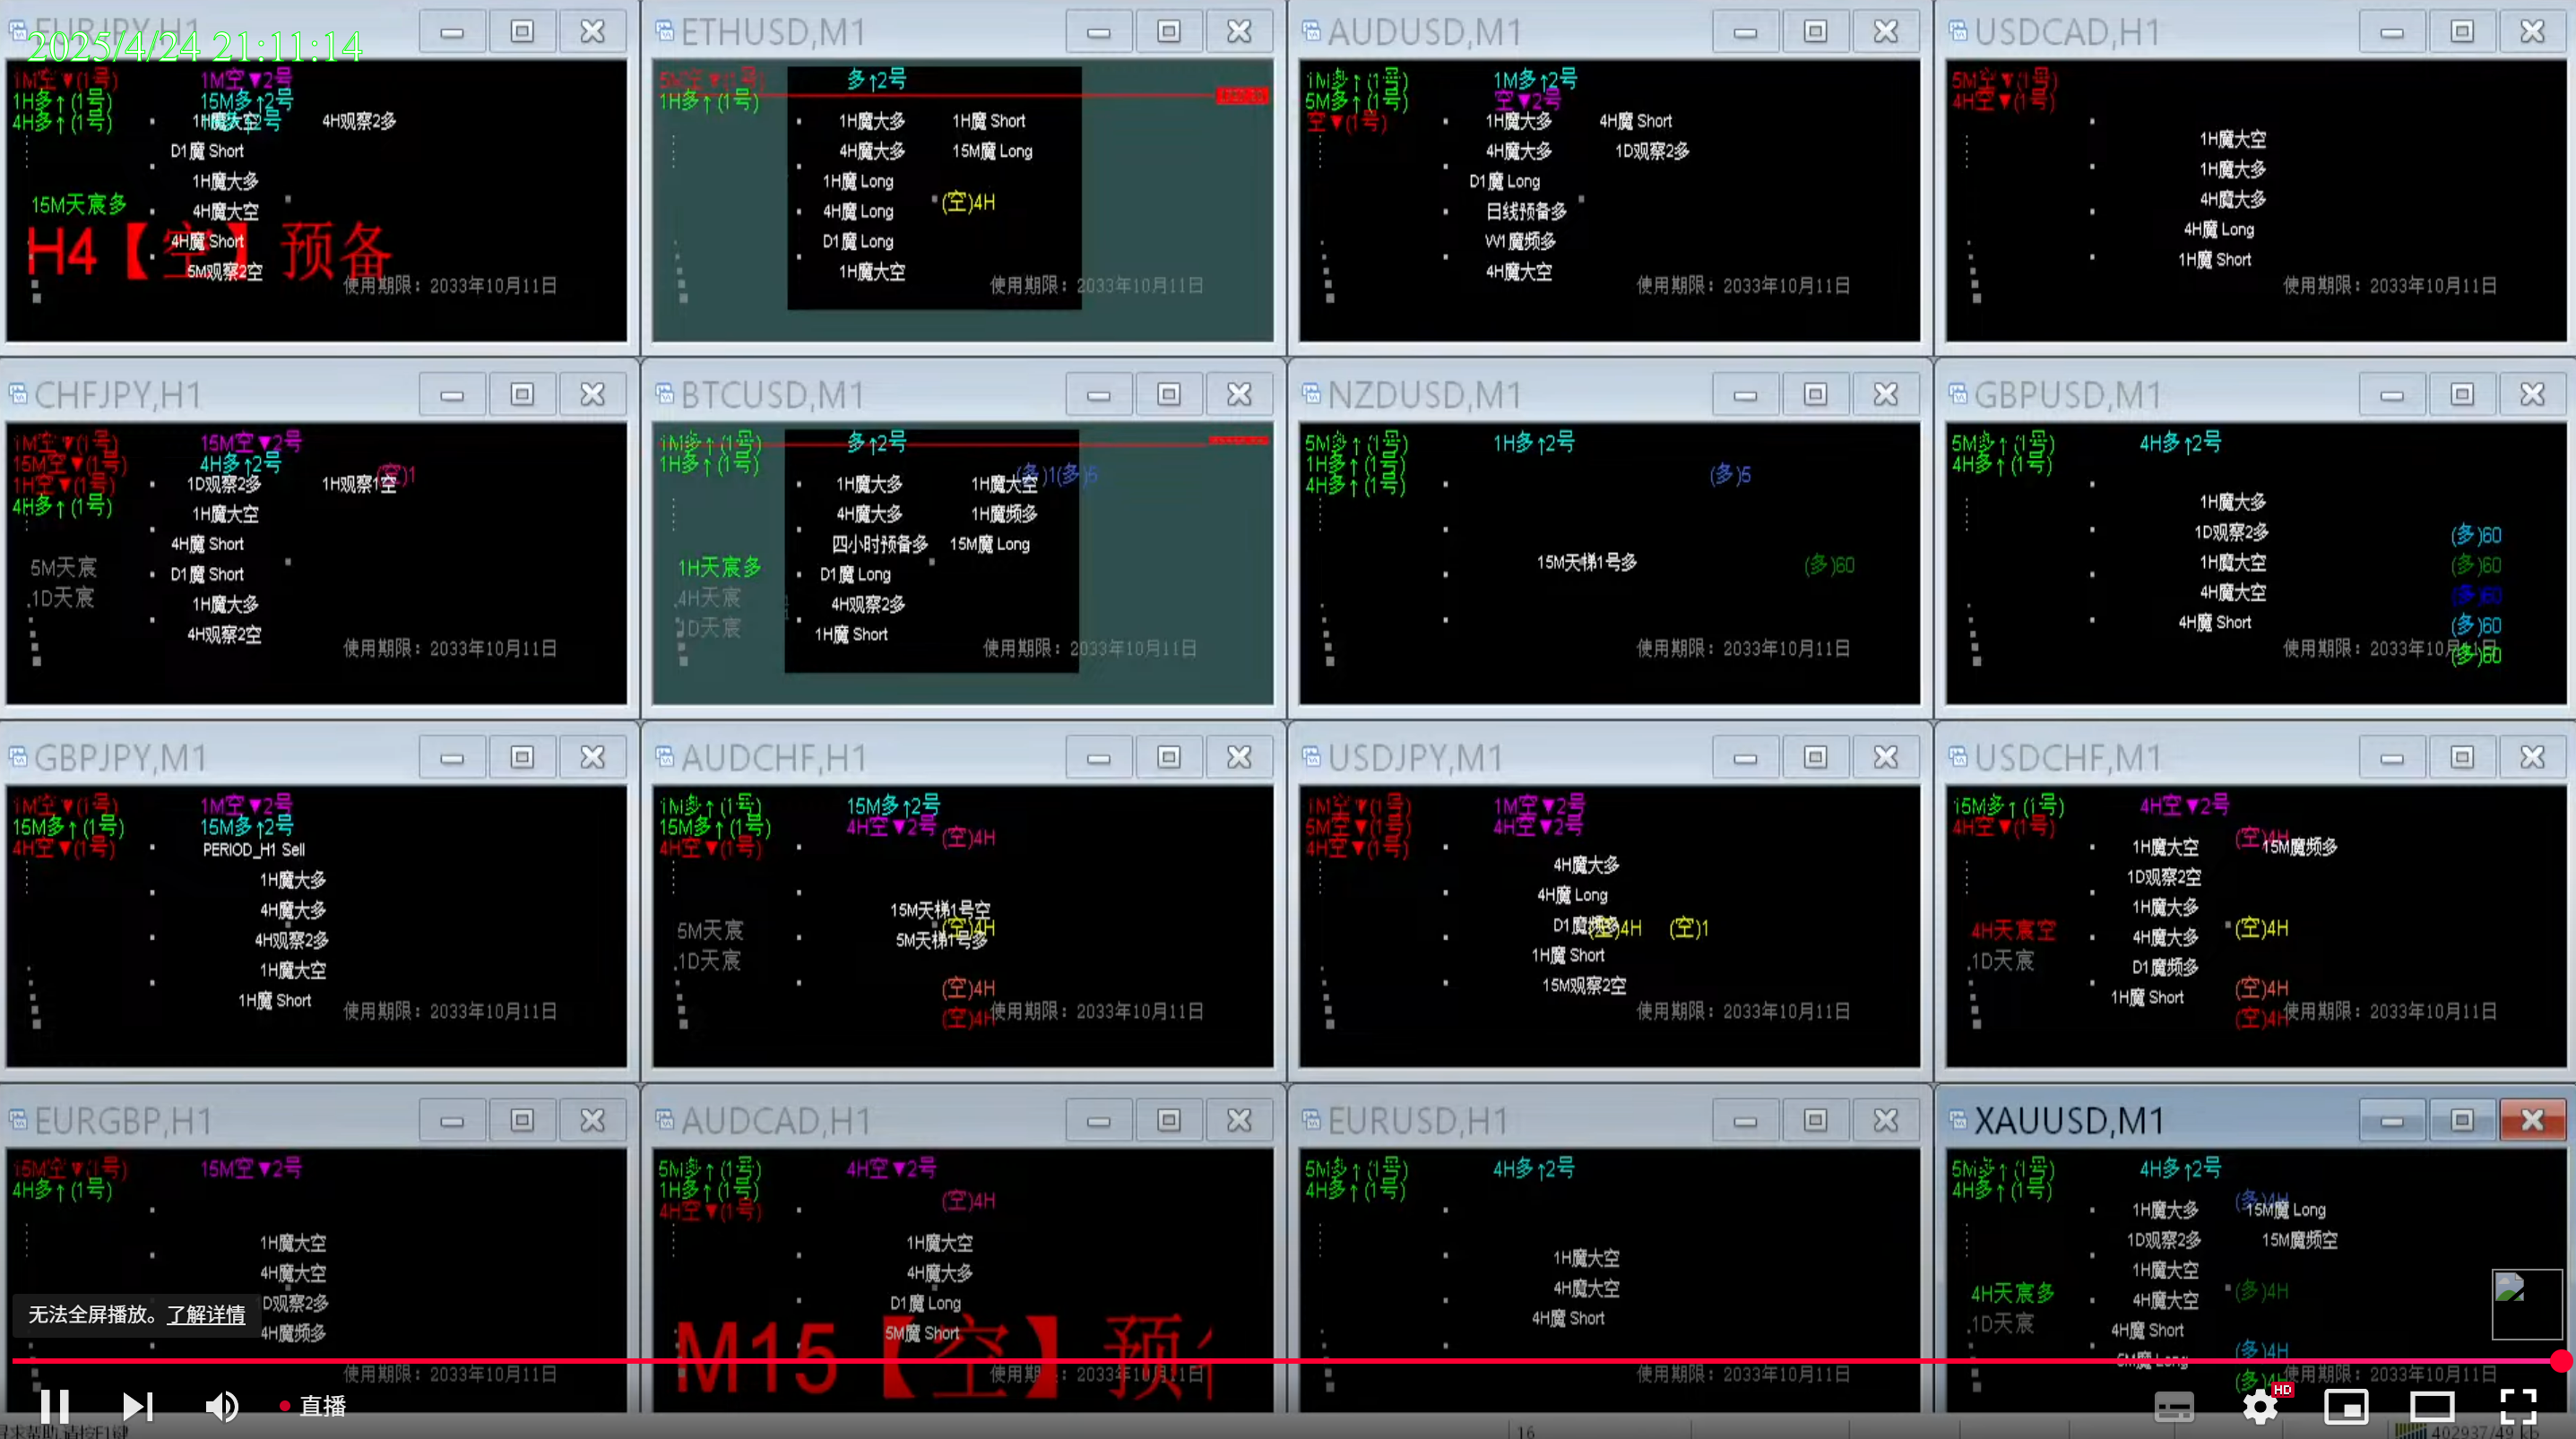 EURJPY,H1
2025/4/24 21:11:14
1M空▼(1号)
1M空▼2号
1H多↑(1号)
15M多↑2号
4H多↑(1号)
4H观察2多
D1魔 Short
1H魔大多
15M天宸多
4H魔大空
H4【空】预备
4H魔 Short
5M观察2空
使用期限：2033年10月11日
ETHUSD,M1
5M空▼(1号)
多↑2号
1H多↑(1号)
1H魔大多
1H魔 Short
4H魔大多
15M魔 Long
1H魔 Long
(空)4H
4H魔 Long
D1魔 Long
1H魔大空
使用期限：2033年10月11日
AUDUSD,M1
1M多↑(1号)
1M多↑2号
5M多↑(1号)
空▼2号
空▼(1号)
1H魔大多
4H魔 Short
4H魔大多
1D观察2多
D1魔 Long
日线预备多
W1魔频多
4H魔大空
使用期限：2033年10月11日
USDCAD,H1
5M空▼(1号)
4H空▼(1号)
1H魔大空
1H魔大多
4H魔大多
4H魔 Long
1H魔 Short
使用期限：2033年10月11日
CHFJPY,H1
1M空▼(1号)
15M空▼2号
15M空▼(1号)
4H多↑2号
1H空▼(1号)
(空)1
1D观察2多
1H观察1空
4H多↑(1号)
1H魔大空
4H魔 Short
5M天宸
D1魔 Short
.1D天宸
1H魔大多
4H观察2空
使用期限：2033年10月11日
BTCUSD,M1
1M多↑(1号)
多↑2号
1H多↑(1号)
(多)1(多)5
1H魔大多
1H魔大空
4H魔大多
1H魔频多
四小时预备多
15M魔 Long
1H天宸多
D1魔 Long
.4H天宸
4H观察2多
1D天宸
1H魔 Short
使用期限：2033年10月11日
NZDUSD,M1
5M多↑(1号)
1H多↑2号
1H多↑(1号)
(多)5
4H多↑(1号)
15M天梯1号多
(多)60
使用期限：2033年10月11日
GBPUSD,M1
5M多↑(1号)
4H多↑2号
4H多↑(1号)
1H魔大多
1D观察2多
(多)60
1H魔大空
(多)60
4H魔大空
(多)60
4H魔 Short
(多)60
使用期限：2033年10月11日
(多)60
GBPJPY,M1
1M空▼(1号)
1M空▼2号
15M多↑(1号)
15M多↑2号
4H空▼(1号)
PERIOD_H1 Sell
1H魔大多
4H魔大多
4H观察2多
1H魔大空
1H魔 Short
使用期限：2033年10月11日
AUDCHF,H1
1M多↑(1号)
15M多↑2号
15M多↑(1号)
4H空▼2号
(空)4H
4H空▼(1号)
15M天梯1号空
5M天宸
(空)4H
5M天梯1号多
.1D天宸
(空)4H
(空)4H
使用期限：2033年10月11日
USDJPY,M1
1M空▼(1号)
1M空▼2号
5M空▼(1号)
4H空▼2号
4H空▼(1号)
4H魔大多
4H魔 Long
D1魔频多
(空)4H
(空)1
1H魔 Short
15M观察2空
使用期限：2033年10月11日
USDCHF,M1
15M多↑(1号)
4H空▼2号
4H空▼(1号)
(空)4H
1H魔大空
15M魔频多
1D观察2空
1H魔大多
4H天宸空
4H魔大多
(空)4H
.1D天宸
D1魔频多
1H魔 Short
(空)4H
(空)4H
使用期限：2033年10月11日
EURGBP,H1
15M空▼(1号)
15M空▼2号
4H多↑(1号)
1H魔大空
4H魔大空
1D观察2多
4H魔频多
使用期限：2033年10月11日
AUDCAD,H1
5M多↑(1号)
4H空▼2号
1H多↑(1号)
(空)4H
4H空▼(1号)
1H魔大空
4H魔大多
D1魔 Long
5M魔 Short
M15【空】预
使用期限：2033年10月11日
EURUSD,H1
5M多↑(1号)
4H多↑2号
4H多↑(1号)
1H魔大空
4H魔大空
4H魔 Short
使用期限：2033年10月11日
XAUUSD,M1
5M多↑(1号)
4H多↑2号
4H多↑(1号)
(多)4H
1H魔大多
15M魔 Long
1D观察2多
15M魔频空
1H魔大空
4H天宸多
4H魔大空
(多)4H
.1D天宸
4H魔 Short
5M魔 Long
(多)4H
(多)4H
使用期限：2033年10月11日
无法全屏播放。了解详情
直播
HD
16
402937/49 kb